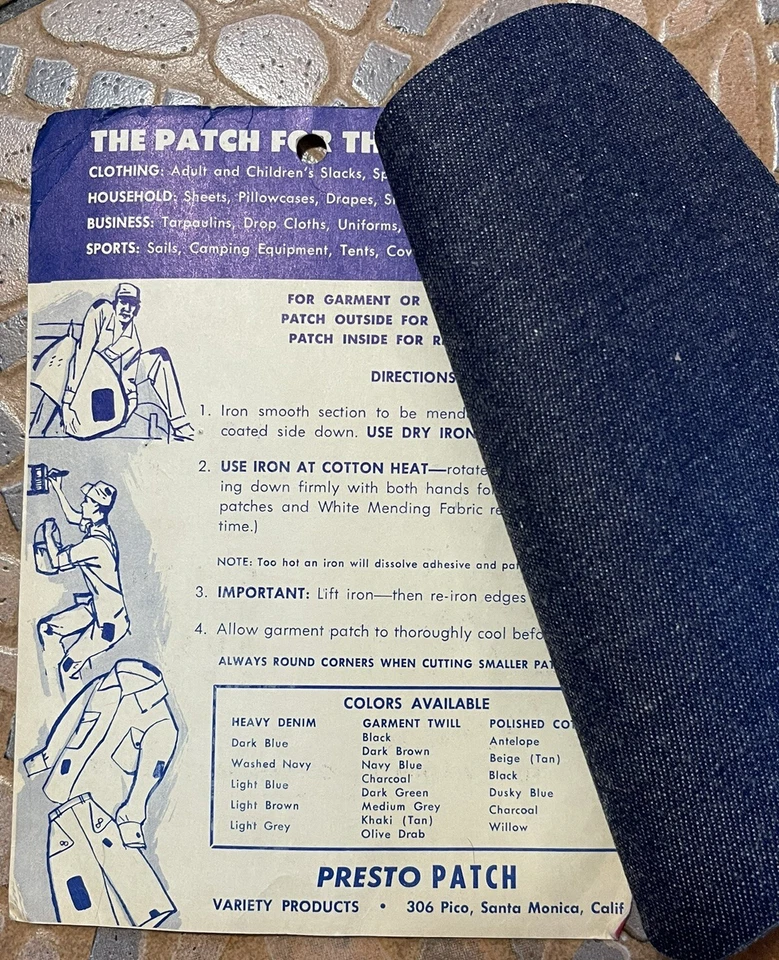 THE PATCH FOR TH
CLOTHING: Adult and Children's Slacks, Sp
HOUSEHOLD: Sheets, Pillowcases, Drapes, Sl
BUSINESS: Tarpaulins, Drop Cloths, Uniforms,
SPORTS: Sails, Camping Equipment, Tents, Cov
FOR GARMENT OR
PATCH OUTSIDE FOR
PATCH INSIDE FOR R
DIRECTIONS
1. Iron smooth section to be mend
coated side down. USE DRY IRON
2. USE IRON AT COTTON HEAT—rotate
ing down firmly with both hands fo
patches and White Mending Fabric re
time.)
NOTE: Too hot an iron will dissolve adhesive and pa
3. IMPORTANT: Lift iron—then re-iron edges
4. Allow garment patch to thoroughly cool befo
ALWAYS ROUND CORNERS WHEN CUTTING SMALLER PAT
COLORS AVAILABLE
HEAVY DENIM
Dark Blue
Washed Navy
Light Blue
Light Brown
Light Grey
GARMENT TWILL
Black
Dark Brown
Navy Blue
Charcoal
Dark Green
Medium Grey
Khaki (Tan)
Olive Drab
POLISHED CO
Antelope
Beige (Tan)
Black
Dusky Blue
Charcoal
Willow
PRESTO PATCH
VARIETY PRODUCTS • 306 Pico, Santa Monica, Calif